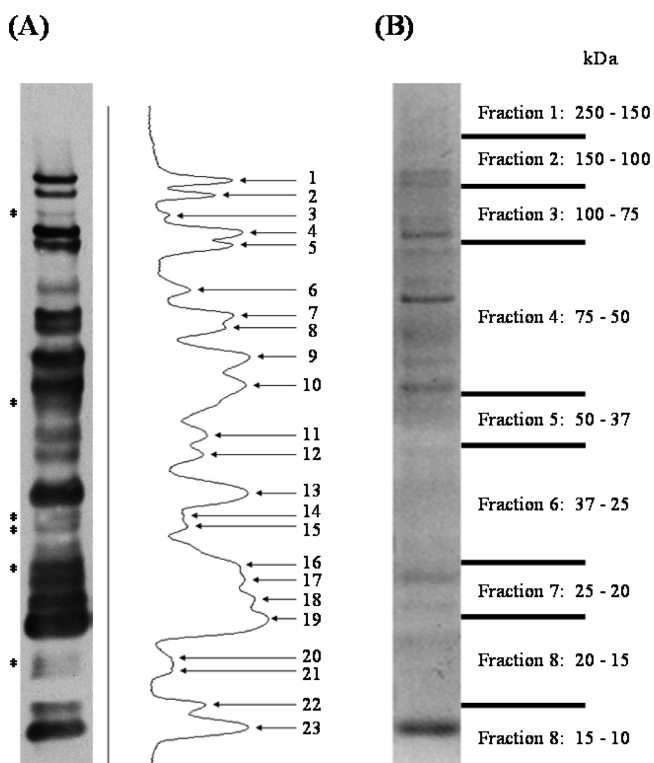 (A)
(B)
kDa
Fraction 1: 250 - 150
Fraction 2: 150 - 100
Fraction 3: 100 - 75
Fraction 4: 75 - 50
Fraction 5: 50 - 37
Fraction 6: 37 - 25
Fraction 7: 25 - 20
Fraction 8: 20 - 15
Fraction 8: 15 - 10
1
2
*
3
4
5
6
7
8
9
10
*
11
12
13
*
14
*
15
*
16
17
18
19
*
20
21
22
23